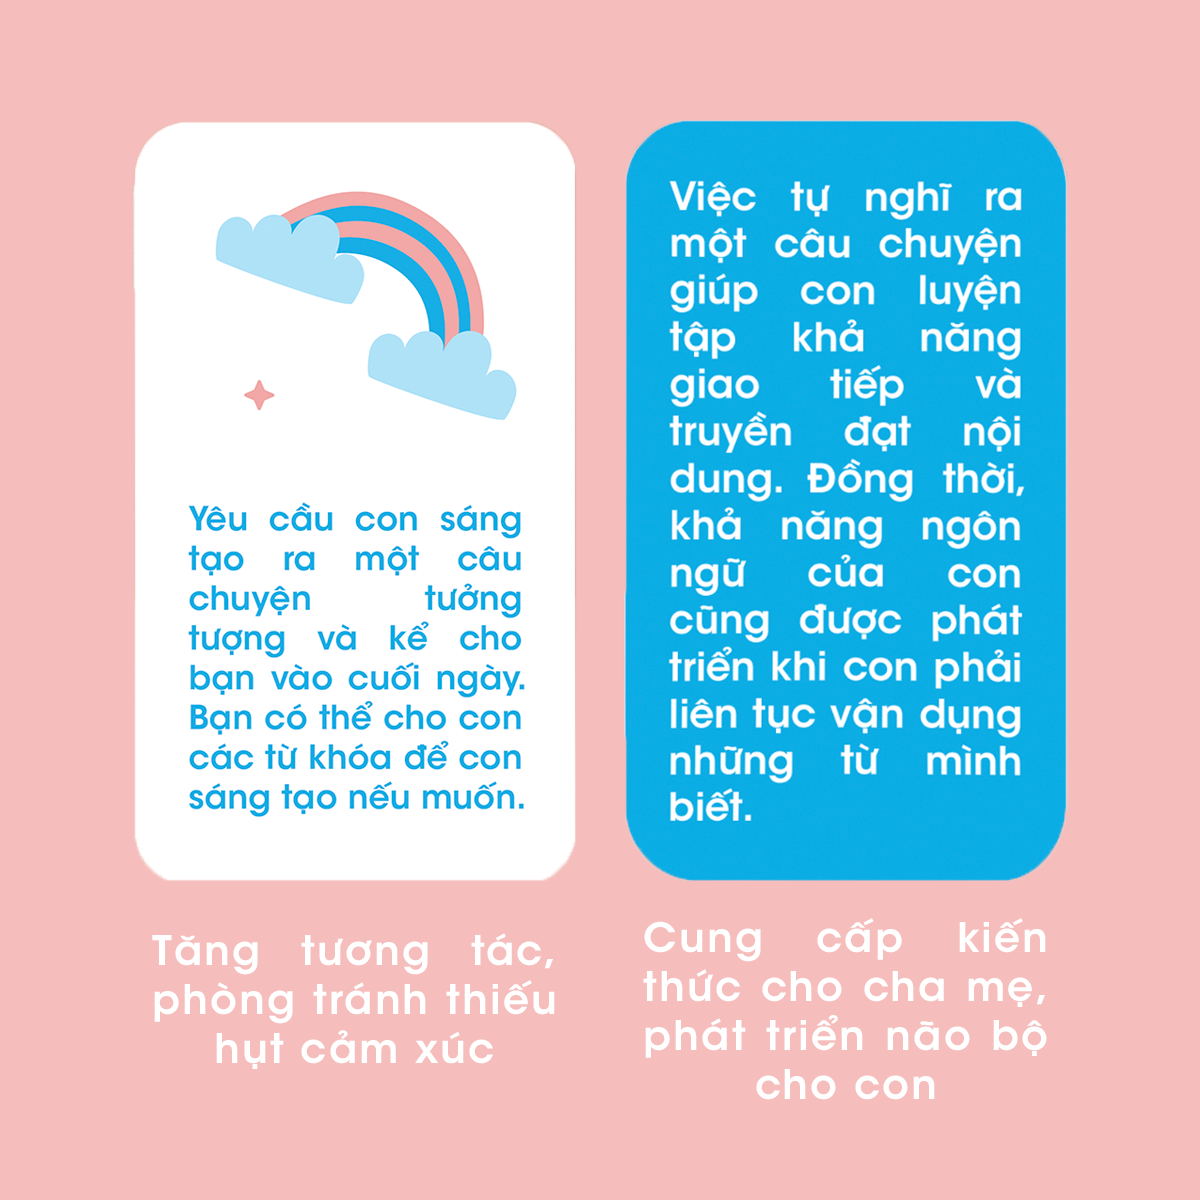 Yêu cầu con sáng
tạo ra một câu
chuyện tưởng
tượng và kể cho
bạn vào cuối ngày.
Bạn có thể cho con
các từ khóa để con
sáng tạo nếu muốn.
Tăng tương tác,
phòng tránh thiếu
hụt cảm xúc
Việc tự nghĩ ra
một câu chuyện
giúp con luyện
tập khả năng
giao tiếp và
truyền đạt nội
dung. Đồng thời,
khả năng ngôn
ngữ của con
cũng được phát
triển khi con phải
liên tục vận dụng
những từ mình
biết.
Cung cấp kiến
thức cho cha mẹ,
phát triển não bộ
cho con